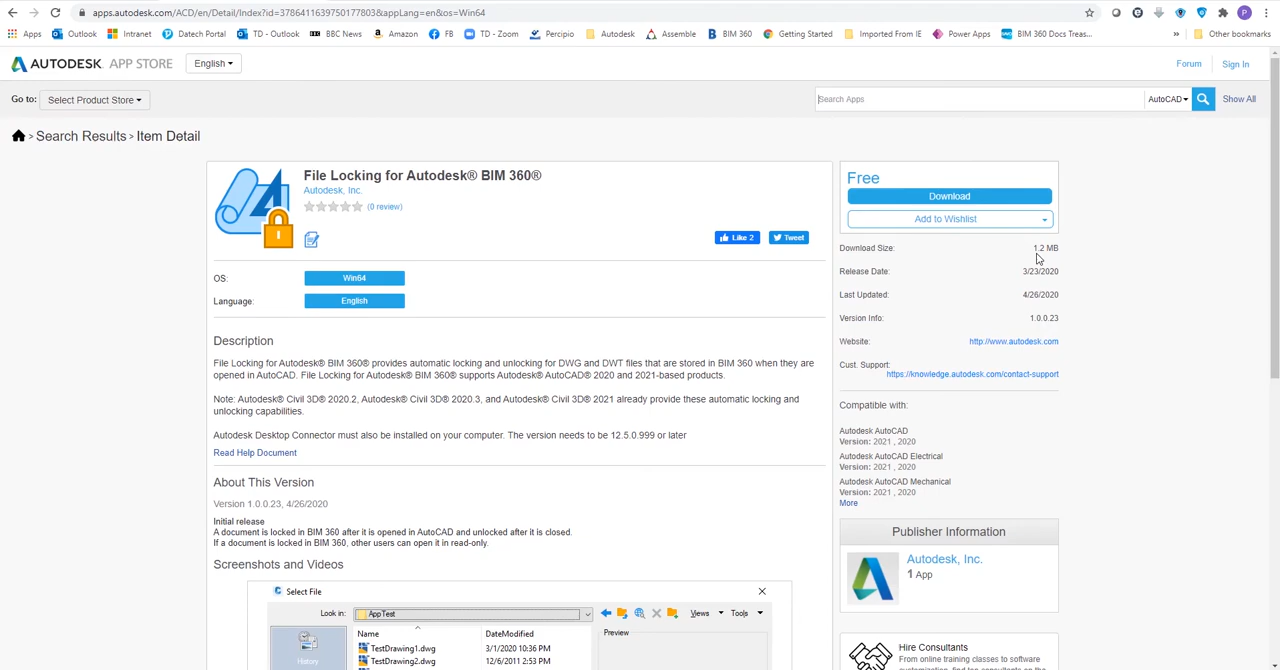 apps.autodesk.com/ACD/en/Detail/Index?id=3786411639750177803&appLang=en&os=Win64
P
Apps Outlook Intranet Datech Portal TD - Outlook BBC News Amazon FB TD - Zoom Percipio Autodesk Assemble BIM 360 Getting Started Imported From IE Power Apps BIM 360 Docs Treas... » Other bookmarks
AUTODESK APP STORE English Forum Sign In
Go to: Select Product Store Search Apps AutoCAD Show All
> Search Results > Item Detail
File Locking for Autodesk® BIM 360®
Autodesk, Inc.
(0 review)
Like 2 Tweet
OS: Win64
Language: English
Description
File Locking for Autodesk® BIM 360® provides automatic locking and unlocking for DWG and DWT files that are stored in BIM 360 when they are
opened in AutoCAD. File Locking for Autodesk® BIM 360® supports Autodesk® AutoCAD® 2020 and 2021-based products.
Note: Autodesk® Civil 3D® 2020.2, Autodesk® Civil 3D® 2020.3, and Autodesk® Civil 3D® 2021 already provide these automatic locking and
unlocking capabilities.
Autodesk Desktop Connector must also be installed on your computer. The version needs to be 12.5.0.999 or later
Read Help Document
About This Version
Version 1.0.0.23, 4/26/2020
Initial release
A document is locked in BIM 360 after it is opened in AutoCAD and unlocked after it is closed.
If a document is locked in BIM 360, other users can open it in read-only.
Screenshots and Videos
Select File
Look in: AppTest Views Tools
Name DateModified Preview
TestDrawing1.dwg 3/1/2020 10:36 PM
TestDrawing2.dwg 12/6/2011 2:53 PM
History
Free
Download
Add to Wishlist
Download Size: 1.2 MB
Release Date: 3/23/2020
Last Updated: 4/26/2020
Version Info: 1.0.0.23
Website: http://www.autodesk.com
Cust. Support:
https://knowledge.autodesk.com/contact-support
Compatible with:
Autodesk AutoCAD
Version: 2021 , 2020
Autodesk AutoCAD Electrical
Version: 2021 , 2020
Autodesk AutoCAD Mechanical
Version: 2021 , 2020
More
Publisher Information
Autodesk, Inc.
1 App
Hire Consultants
From online training classes to software